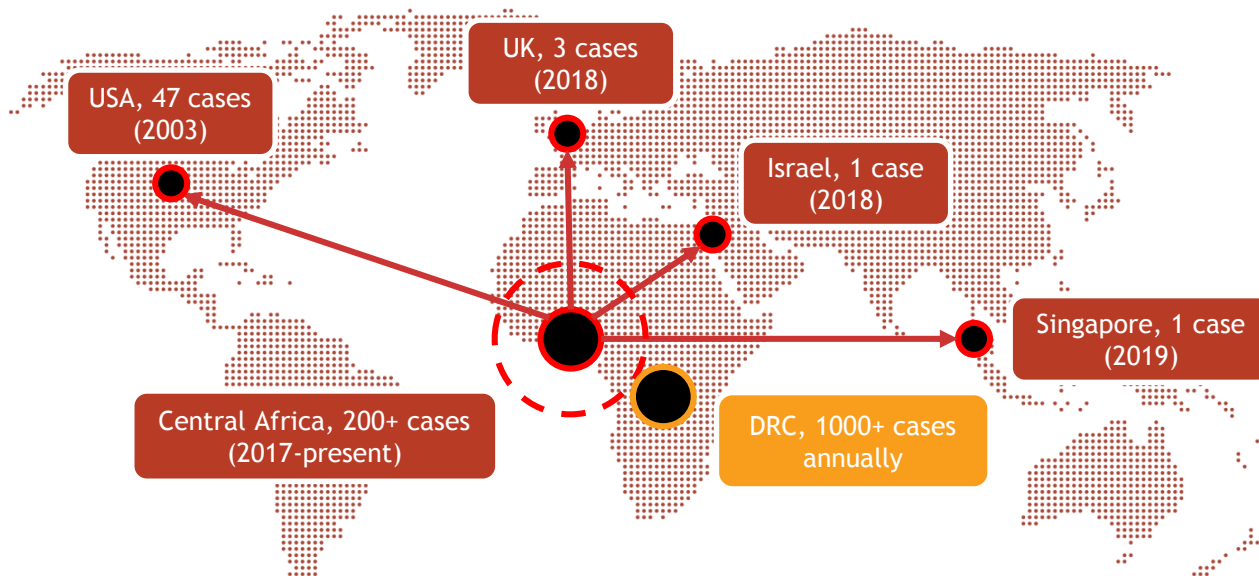 UK, 3 cases
(2018)
USA, 47 cases
(2003)
Israel, 1 case
(2018)
Singapore, 1 case
(2019)
Central Africa, 200+ cases
(2017-present)
DRC, 1000+ cases
annually